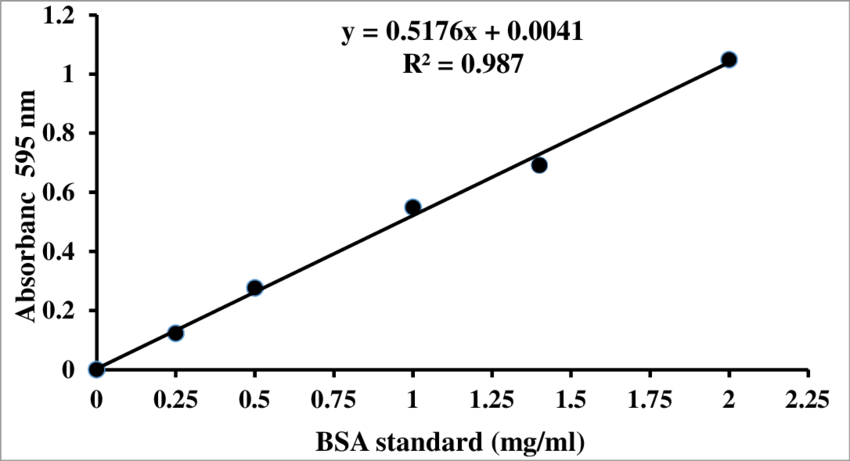 y = 0.5176x + 0.0041
R² = 0.987
1.2
1
0.8
0.6
0.4
0.2
0
Absorbanc 595 nm
0 0.25 0.5 0.75 1 1.25 1.5 1.75 2 2.25
BSA standard (mg/ml)